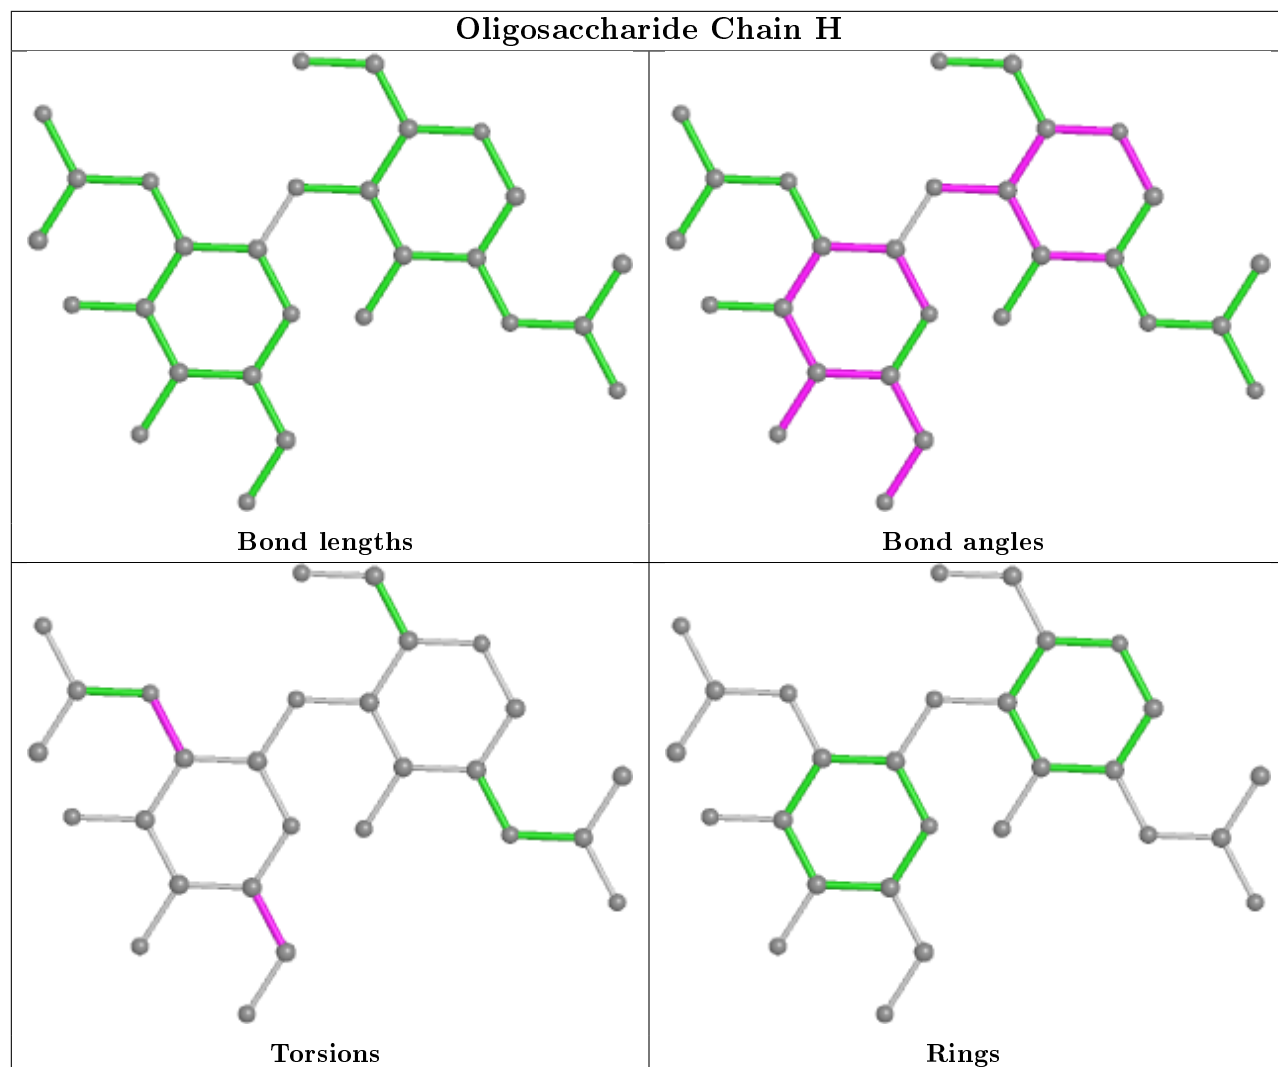 Oligosaccharide Chain H
Bond lengths
Bond angles
Torsions
Rings